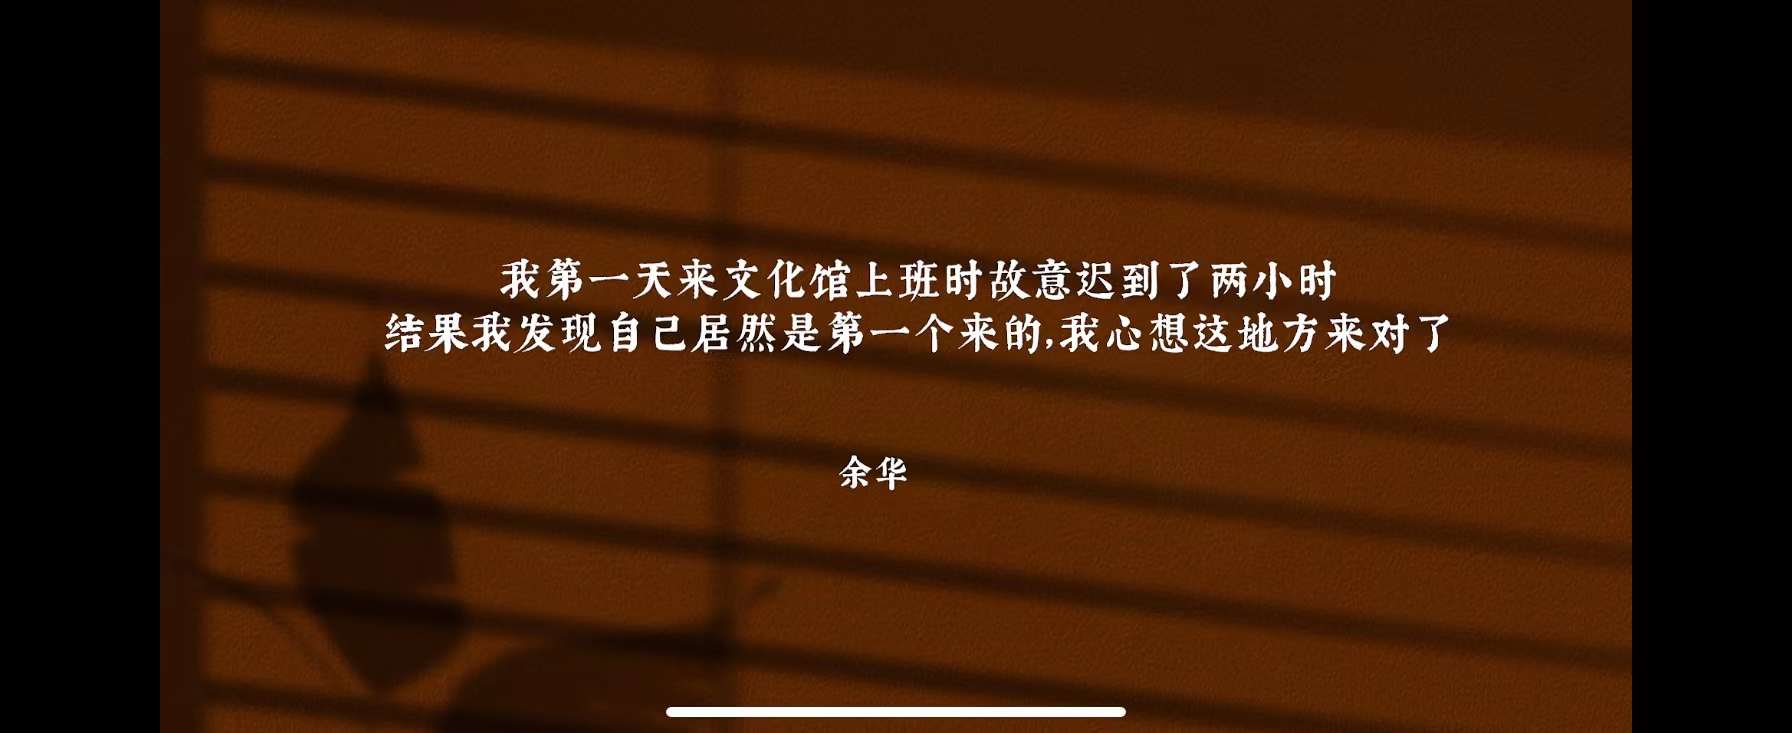 我第一天来文化馆上班时故意迟到了两小时
结果我发现自己居然是第一个来的,我心想这地方来对了
余华